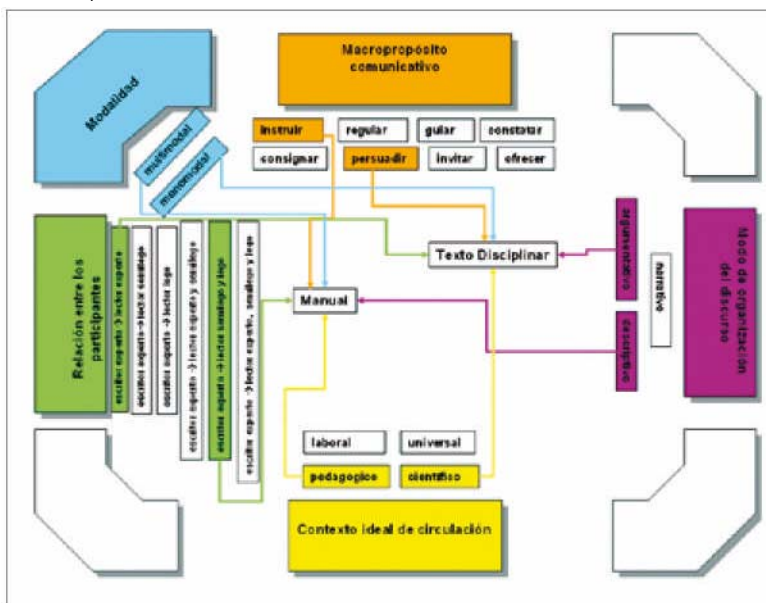 Macropropósito
comunicativo
Modalidad
multimodal
monomodal
instruir
regular
guiar
constatar
consignar
persuadir
invitar
ofrecer
Relación entre los
participantes
escritor experto → lector experto
escritor experto → lector semilego
escritor experto → lector lego
escritor experto → lector experto y semilego
escritor experto → lector semilego y lego
escritor experto → lector experto, semilego y lego
Texto Disciplinar
Manual
argumentativo
narrativo
descriptivo
Modo de organización
del discurso
laboral
universal
pedagógico
científico
Contexto ideal de circulación